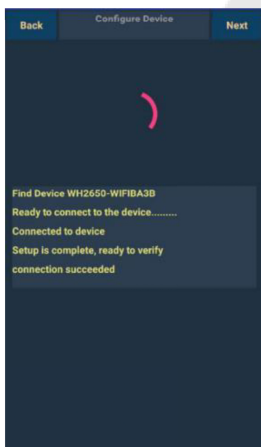 Back
Configure Device
Next
Find Device WH2650-WIFIBA3B
Ready to connect to the device.........
Connected to device
Setup is complete, ready to verify
connection succeeded